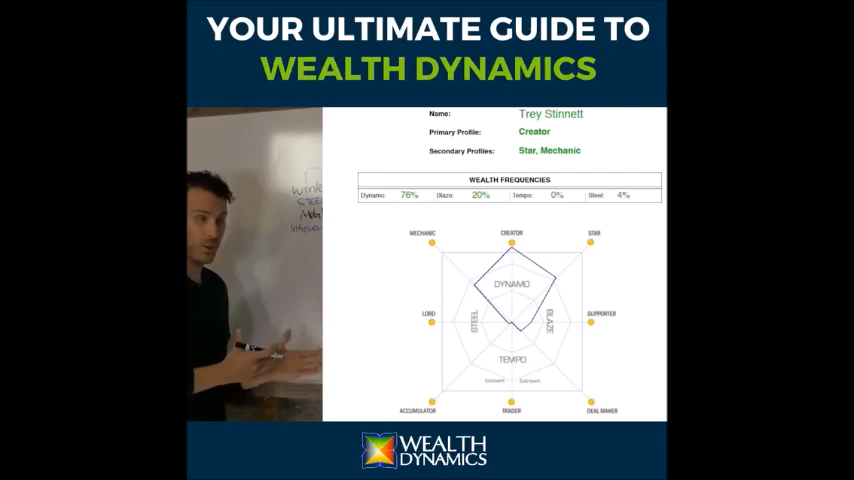 YOUR ULTIMATE GUIDE TO
WEALTH DYNAMICS
Name: Trey Stinnett
Primary Profile: Creator
Secondary Profiles: Star, Mechanic
WEALTH FREQUENCIES
Dynamo: 76% Blaze: 20% Tempo: 0% Steel: 4%
MECHANIC CREATOR STAR
DYNAMO
LORD STEEL BLAZE SUPPORTER
TEMPO
Introvert Extrovert
ACCUMULATOR TRADER DEAL MAKER
STEEL
WEALTH
DYNAMICS